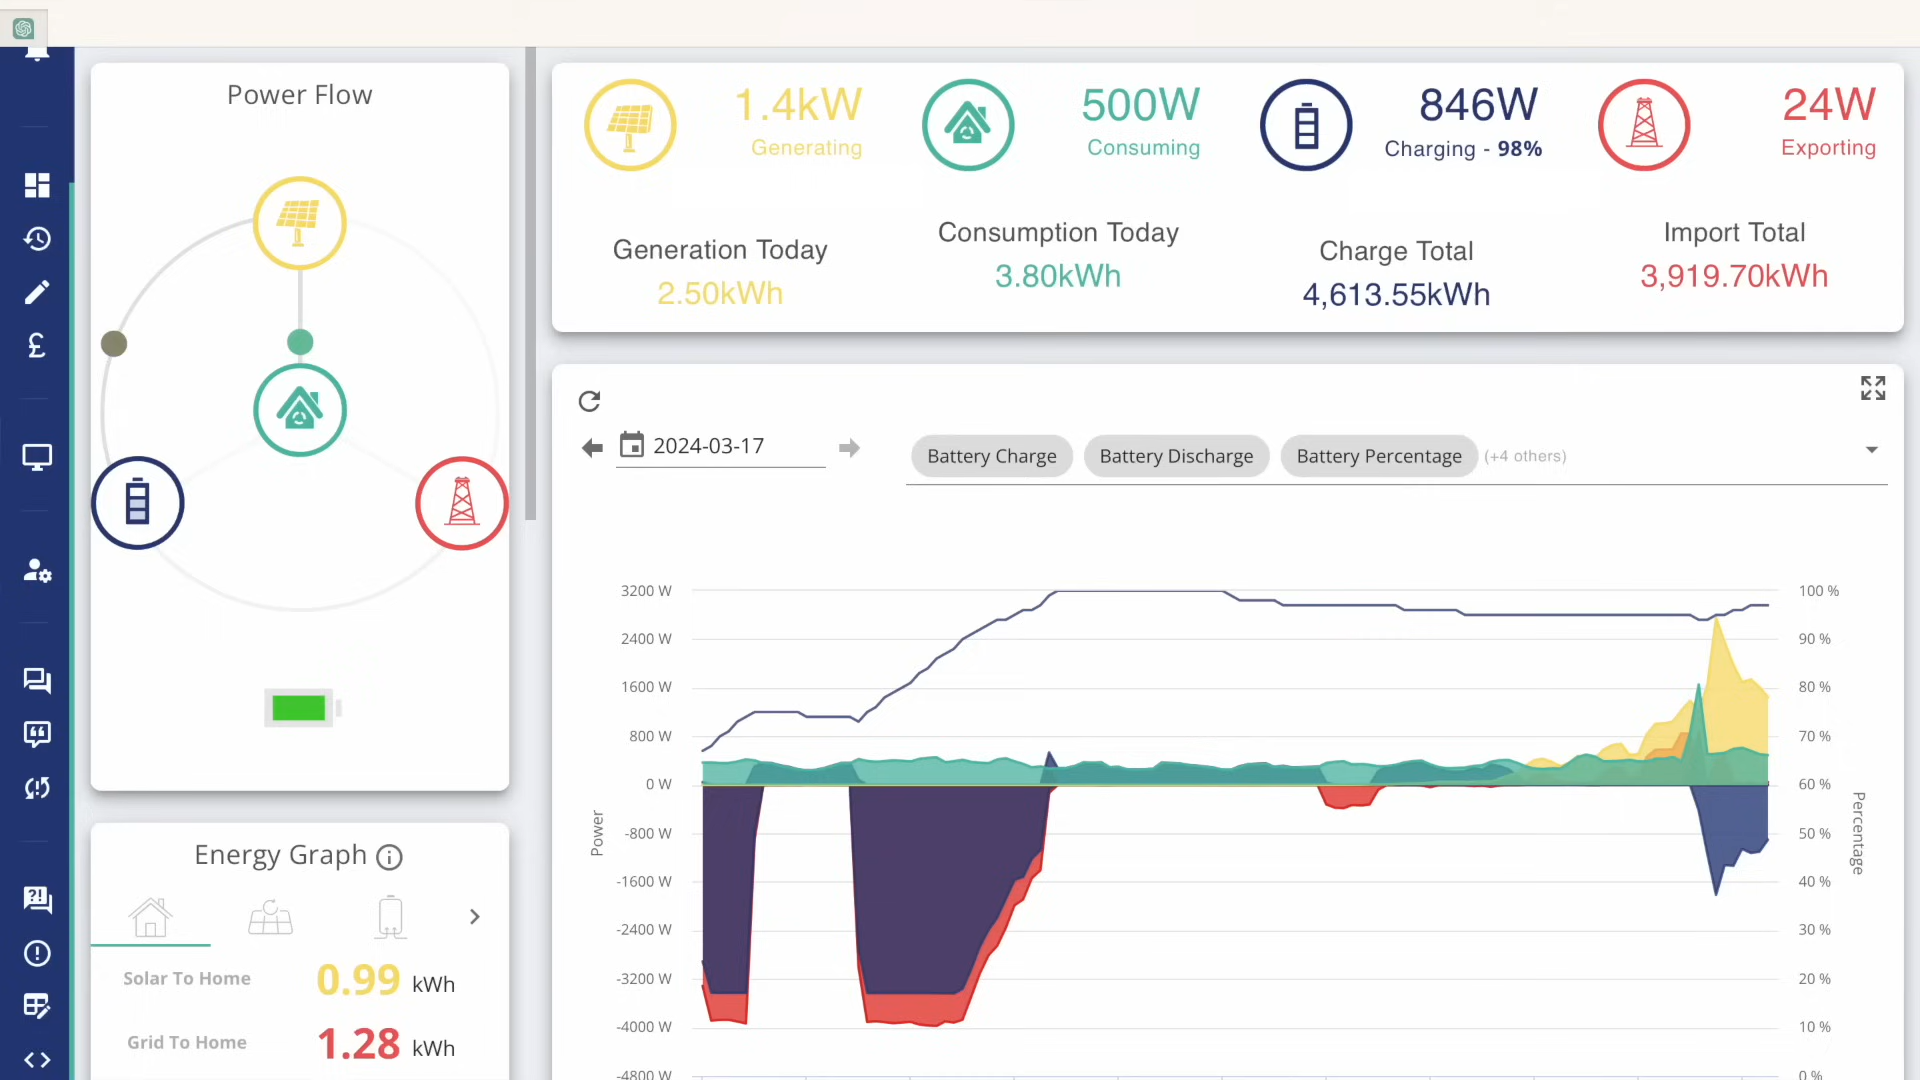 Power Flow
1.4kW
Generating
500W
Consuming
846W
Charging - 98%
24W
Exporting
Generation Today
2.50kWh
Consumption Today
3.80kWh
Charge Total
4,613.55kWh
Import Total
3,919.70kWh
£
2024-03-17
Battery Charge
Battery Discharge
Battery Percentage
(+4 others)
3200 W
2400 W
1600 W
800 W
0 W
-800 W
-1600 W
-2400 W
-3200 W
-4000 W
-4800 W
Power
100 %
90 %
80 %
70 %
60 %
50 %
40 %
30 %
20 %
10 %
0 %
Percentage
Energy Graph
Solar To Home
0.99 kWh
Grid To Home
1.28 kWh